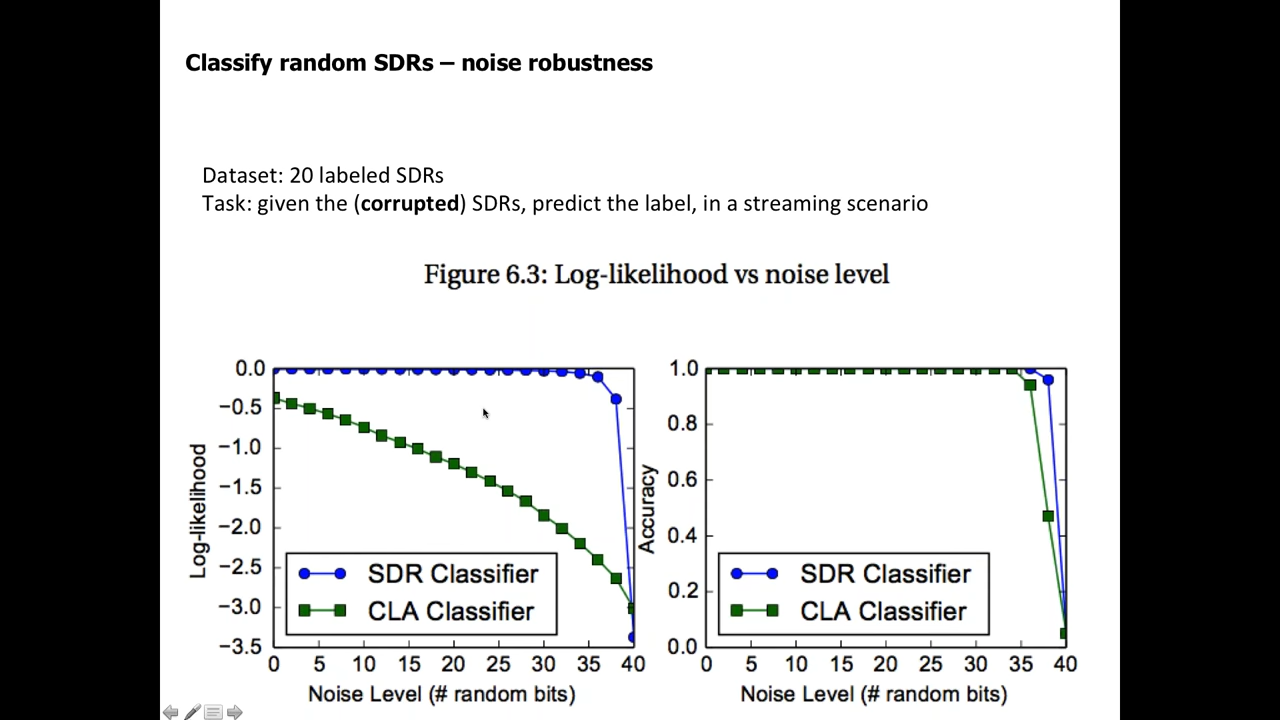 Classify random SDRs – noise robustness
Dataset: 20 labeled SDRs
Task: given the (corrupted) SDRs, predict the label, in a streaming scenario
Figure 6.3: Log-likelihood vs noise level
0.0
−0.5
−1.0
−1.5
−2.0
−2.5
−3.0
−3.5
Log-likelihood
SDR Classifier
CLA Classifier
0 5 10 15 20 25 30 35 40
Noise Level (# random bits)
1.0
0.8
0.6
0.4
0.2
0.0
Accuracy
SDR Classifier
CLA Classifier
0 5 10 15 20 25 30 35 40
Noise Level (# random bits)